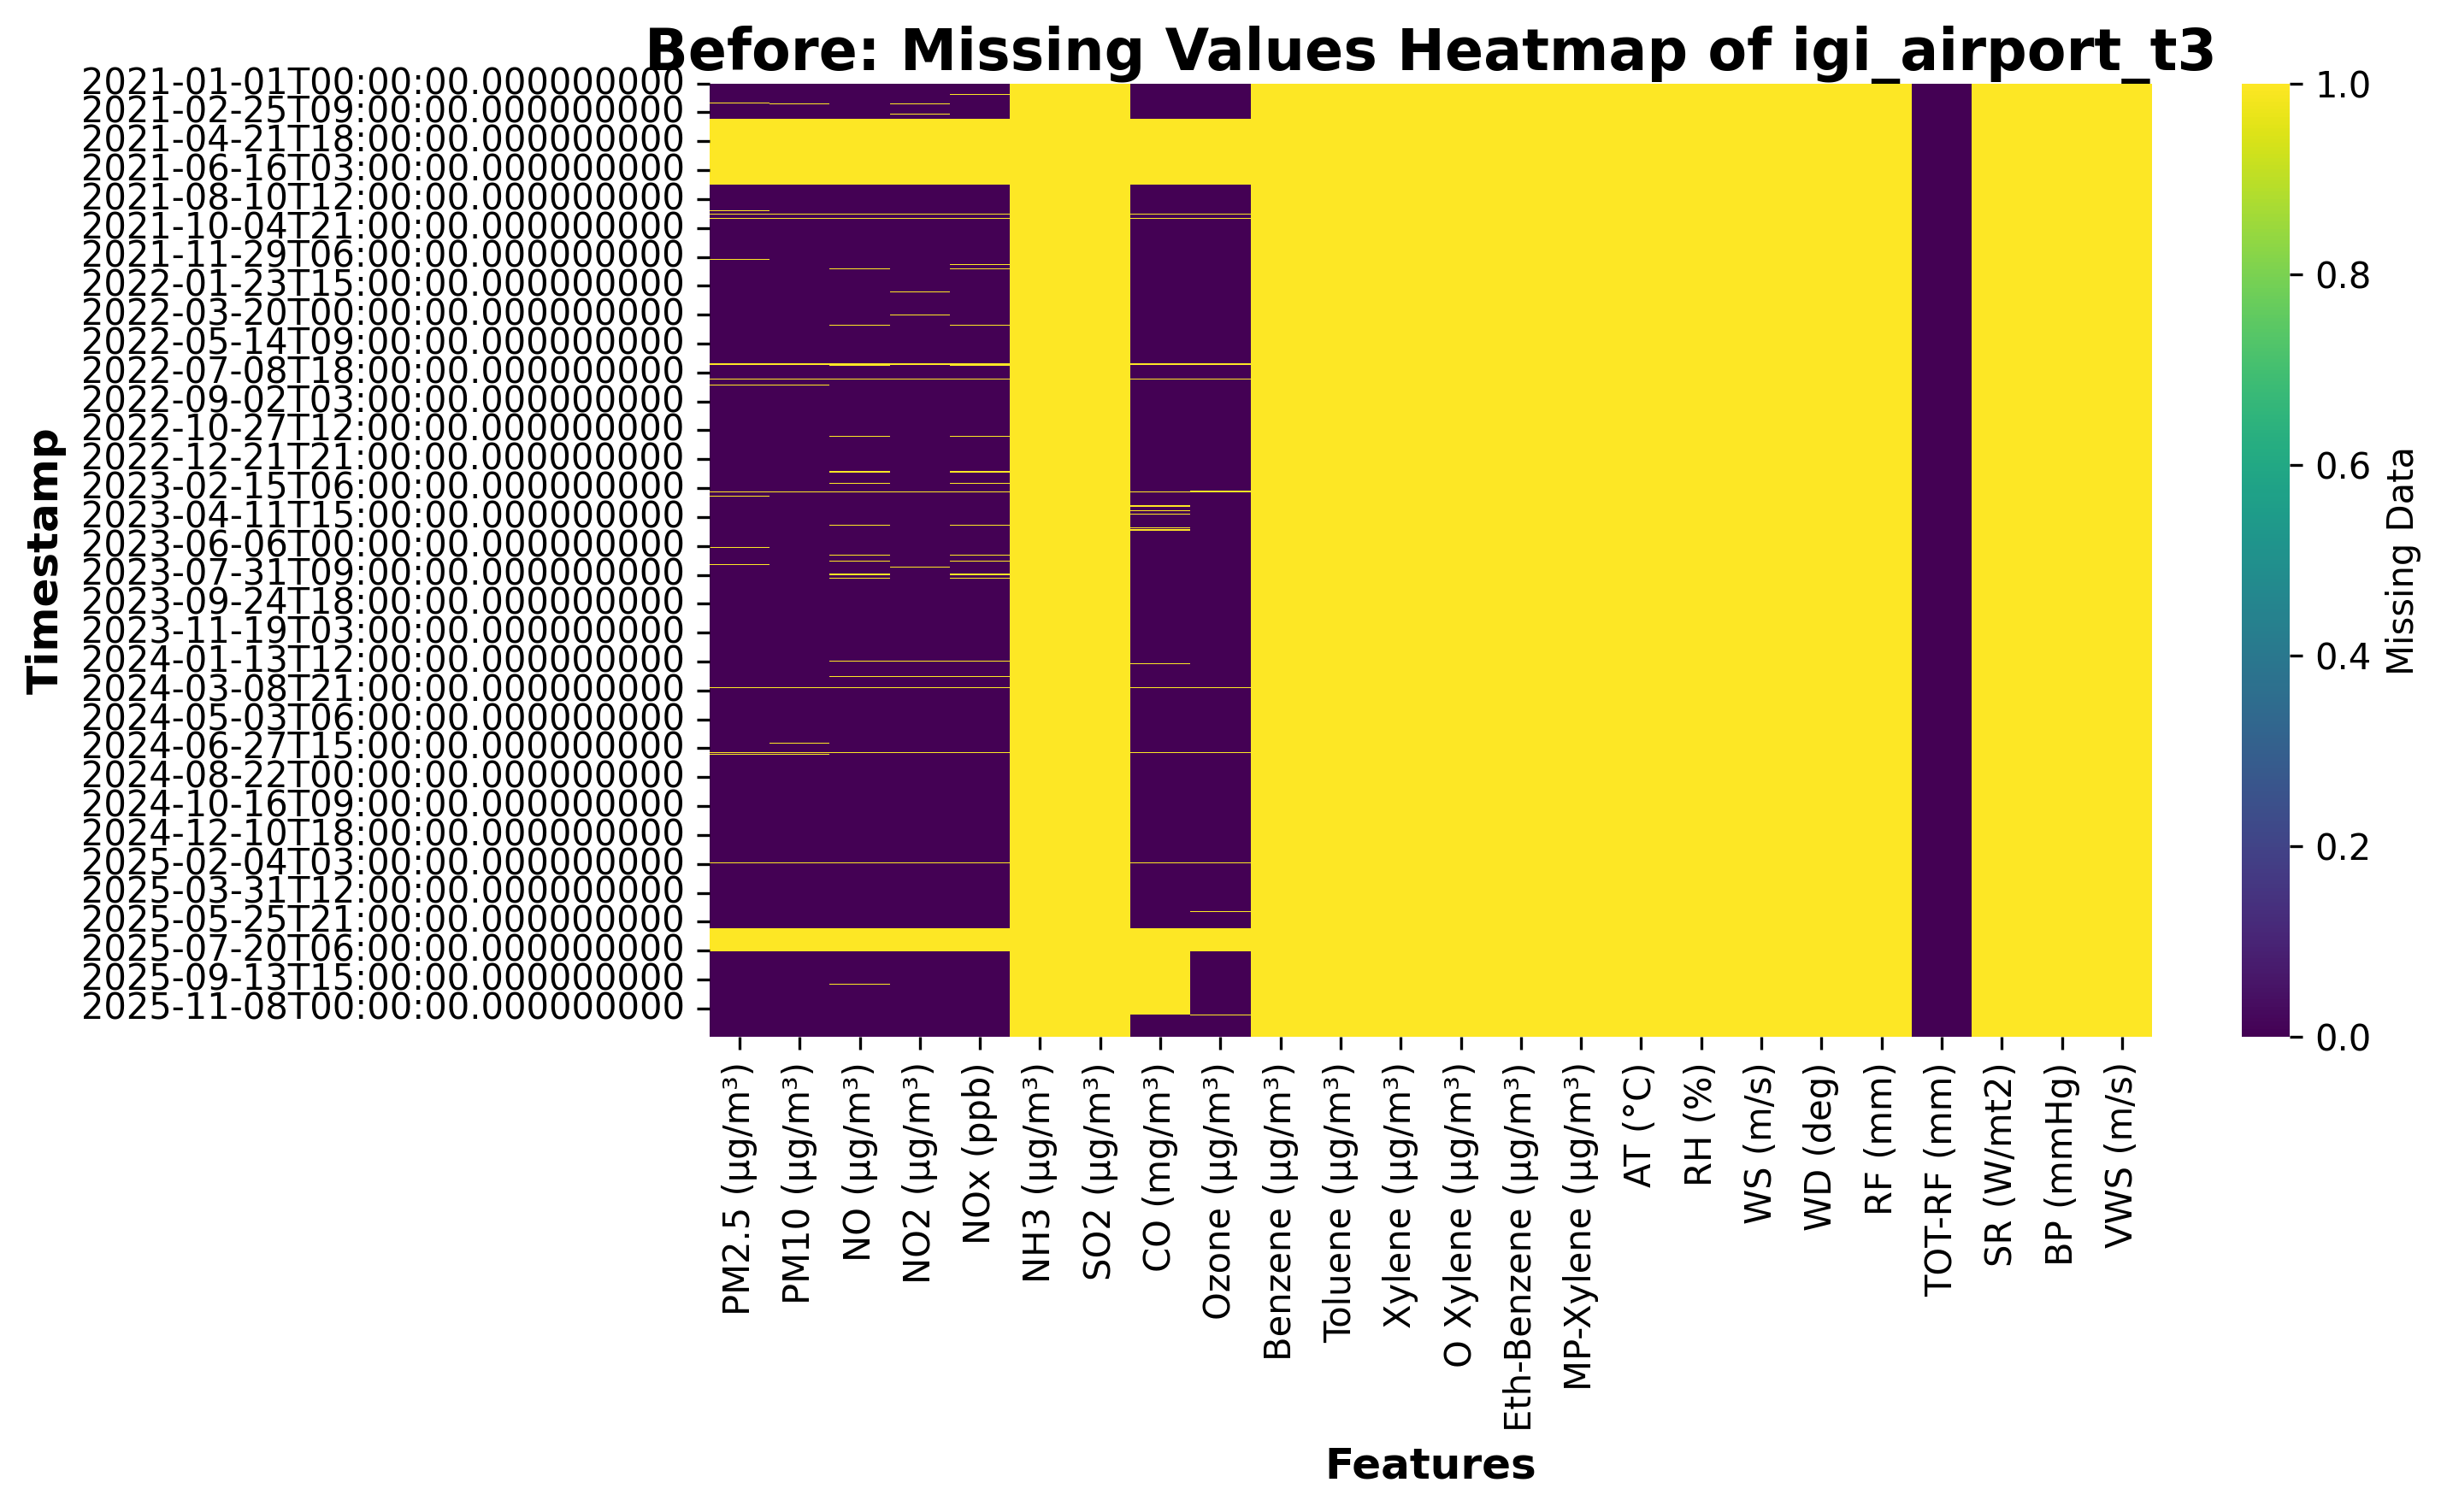 Before: Missing Values Heatmap of igi_airport_t3
Timestamp
2021-01-01T00:00:00.000000000
2021-02-25T09:00:00.000000000
2021-04-21T18:00:00.000000000
2021-06-16T03:00:00.000000000
2021-08-10T12:00:00.000000000
2021-10-04T21:00:00.000000000
2021-11-29T06:00:00.000000000
2022-01-23T15:00:00.000000000
2022-03-20T00:00:00.000000000
2022-05-14T09:00:00.000000000
2022-07-08T18:00:00.000000000
2022-09-02T03:00:00.000000000
2022-10-27T12:00:00.000000000
2022-12-21T21:00:00.000000000
2023-02-15T06:00:00.000000000
2023-04-11T15:00:00.000000000
2023-06-06T00:00:00.000000000
2023-07-31T09:00:00.000000000
2023-09-24T18:00:00.000000000
2023-11-19T03:00:00.000000000
2024-01-13T12:00:00.000000000
2024-03-08T21:00:00.000000000
2024-05-03T06:00:00.000000000
2024-06-27T15:00:00.000000000
2024-08-22T00:00:00.000000000
2024-10-16T09:00:00.000000000
2024-12-10T18:00:00.000000000
2025-02-04T03:00:00.000000000
2025-03-31T12:00:00.000000000
2025-05-25T21:00:00.000000000
2025-07-20T06:00:00.000000000
2025-09-13T15:00:00.000000000
2025-11-08T00:00:00.000000000
PM2.5 (µg/m³)
PM10 (µg/m³)
NO (µg/m³)
NO2 (µg/m³)
NOx (ppb)
NH3 (µg/m³)
SO2 (µg/m³)
CO (mg/m³)
Ozone (µg/m³)
Benzene (µg/m³)
Toluene (µg/m³)
Xylene (µg/m³)
O Xylene (µg/m³)
Eth-Benzene (µg/m³)
MP-Xylene (µg/m³)
AT (°C)
RH (%)
WS (m/s)
WD (deg)
RF (mm)
TOT-RF (mm)
SR (W/mt2)
BP (mmHg)
VWS (m/s)
Features
1.0
0.8
0.6
0.4
0.2
0.0
Missing Data